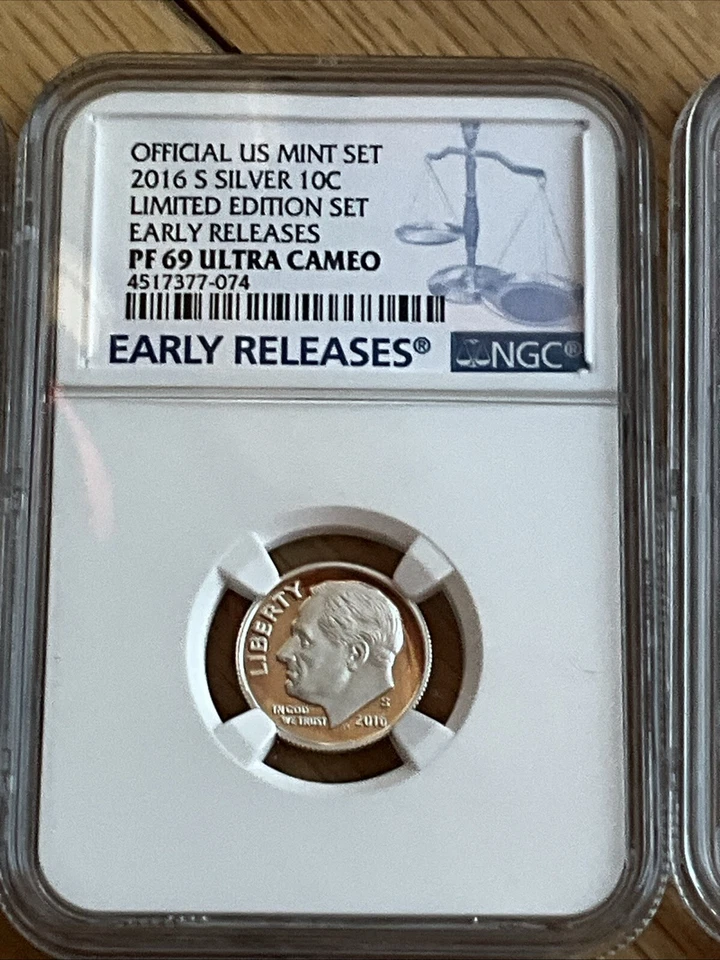 OFFICIAL US MINT SET
2016 S SILVER 10C
LIMITED EDITION SET
EARLY RELEASES
PF 69 ULTRA CAMEO
4517377-074
EARLY RELEASES®
NGC®
LIBERTY
IN GOD
WE TRUST
S
2016